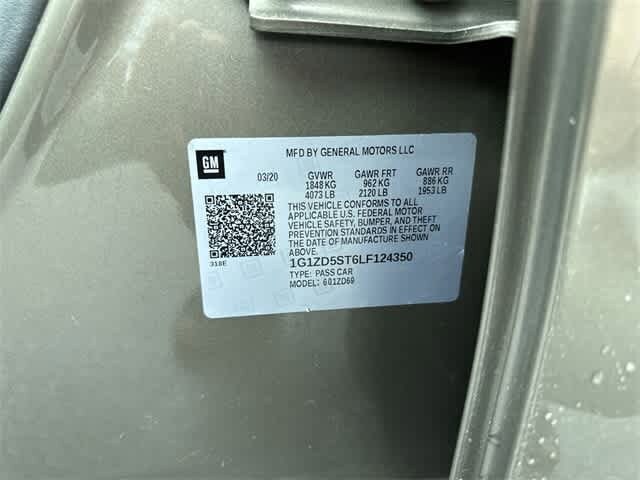 GM
MFD BY GENERAL MOTORS LLC
03/20 GVWR GAWR FRT GAWR RR
1848 KG 962 KG 886 KG
4073 LB 2120 LB 1953 LB
THIS VEHICLE CONFORMS TO ALL
APPLICABLE U.S. FEDERAL MOTOR
VEHICLE SAFETY, BUMPER, AND THEFT
PREVENTION STANDARDS IN EFFECT ON
THE DATE OF MANUFACTURE SHOWN
ABOVE.
318E
1G1ZD5ST6LF124350
TYPE: PASS CAR
MODEL: 601ZD69